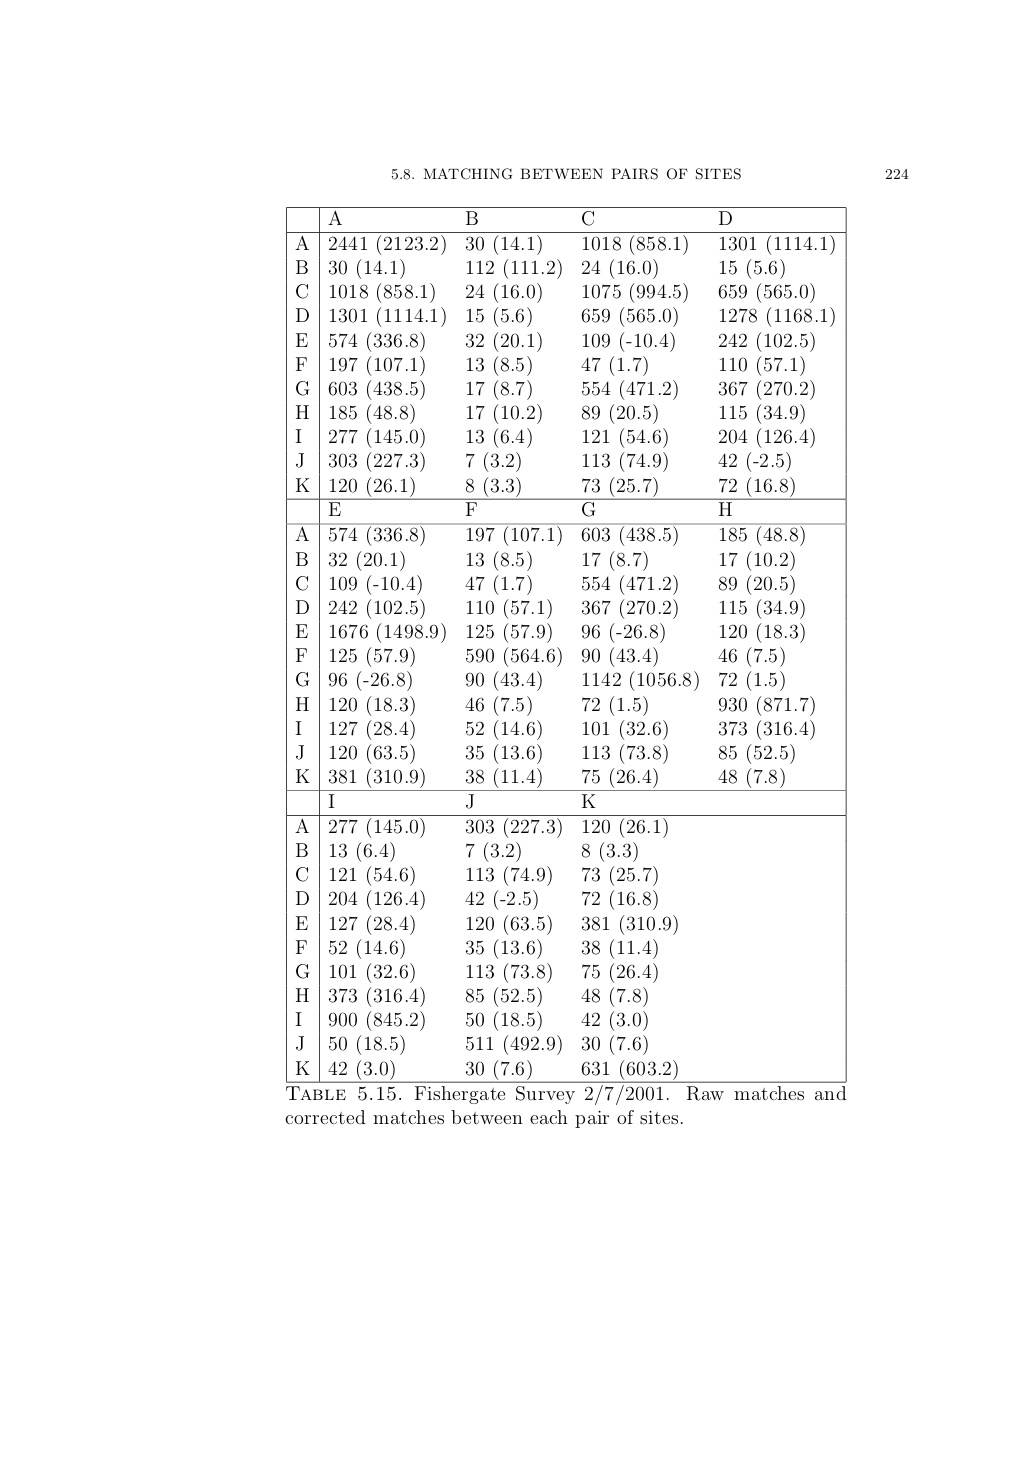 5.8. MATCHING BETWEEN PAIRS OF SITES 224
A B C D
A 2441 (2123.2) 30 (14.1) 1018 (858.1) 1301 (1114.1)
B 30 (14.1) 112 (111.2) 24 (16.0) 15 (5.6)
C 1018 (858.1) 24 (16.0) 1075 (994.5) 659 (565.0)
D 1301 (1114.1) 15 (5.6) 659 (565.0) 1278 (1168.1)
E 574 (336.8) 32 (20.1) 109 (-10.4) 242 (102.5)
F 197 (107.1) 13 (8.5) 47 (1.7) 110 (57.1)
G 603 (438.5) 17 (8.7) 554 (471.2) 367 (270.2)
H 185 (48.8) 17 (10.2) 89 (20.5) 115 (34.9)
I 277 (145.0) 13 (6.4) 121 (54.6) 204 (126.4)
J 303 (227.3) 7 (3.2) 113 (74.9) 42 (-2.5)
K 120 (26.1) 8 (3.3) 73 (25.7) 72 (16.8)
E F G H
A 574 (336.8) 197 (107.1) 603 (438.5) 185 (48.8)
B 32 (20.1) 13 (8.5) 17 (8.7) 17 (10.2)
C 109 (-10.4) 47 (1.7) 554 (471.2) 89 (20.5)
D 242 (102.5) 110 (57.1) 367 (270.2) 115 (34.9)
E 1676 (1498.9) 125 (57.9) 96 (-26.8) 120 (18.3)
F 125 (57.9) 590 (564.6) 90 (43.4) 46 (7.5)
G 96 (-26.8) 90 (43.4) 1142 (1056.8) 72 (1.5)
H 120 (18.3) 46 (7.5) 72 (1.5) 930 (871.7)
I 127 (28.4) 52 (14.6) 101 (32.6) 373 (316.4)
J 120 (63.5) 35 (13.6) 113 (73.8) 85 (52.5)
K 381 (310.9) 38 (11.4) 75 (26.4) 48 (7.8)
I J K
A 277 (145.0) 303 (227.3) 120 (26.1)
B 13 (6.4) 7 (3.2) 8 (3.3)
C 121 (54.6) 113 (74.9) 73 (25.7)
D 204 (126.4) 42 (-2.5) 72 (16.8)
E 127 (28.4) 120 (63.5) 381 (310.9)
F 52 (14.6) 35 (13.6) 38 (11.4)
G 101 (32.6) 113 (73.8) 75 (26.4)
H 373 (316.4) 85 (52.5) 48 (7.8)
I 900 (845.2) 50 (18.5) 42 (3.0)
J 50 (18.5) 511 (492.9) 30 (7.6)
K 42 (3.0) 30 (7.6) 631 (603.2)
TABLE 5.15. Fishergate Survey 2/7/2001. Raw matches and
corrected matches between each pair of sites.